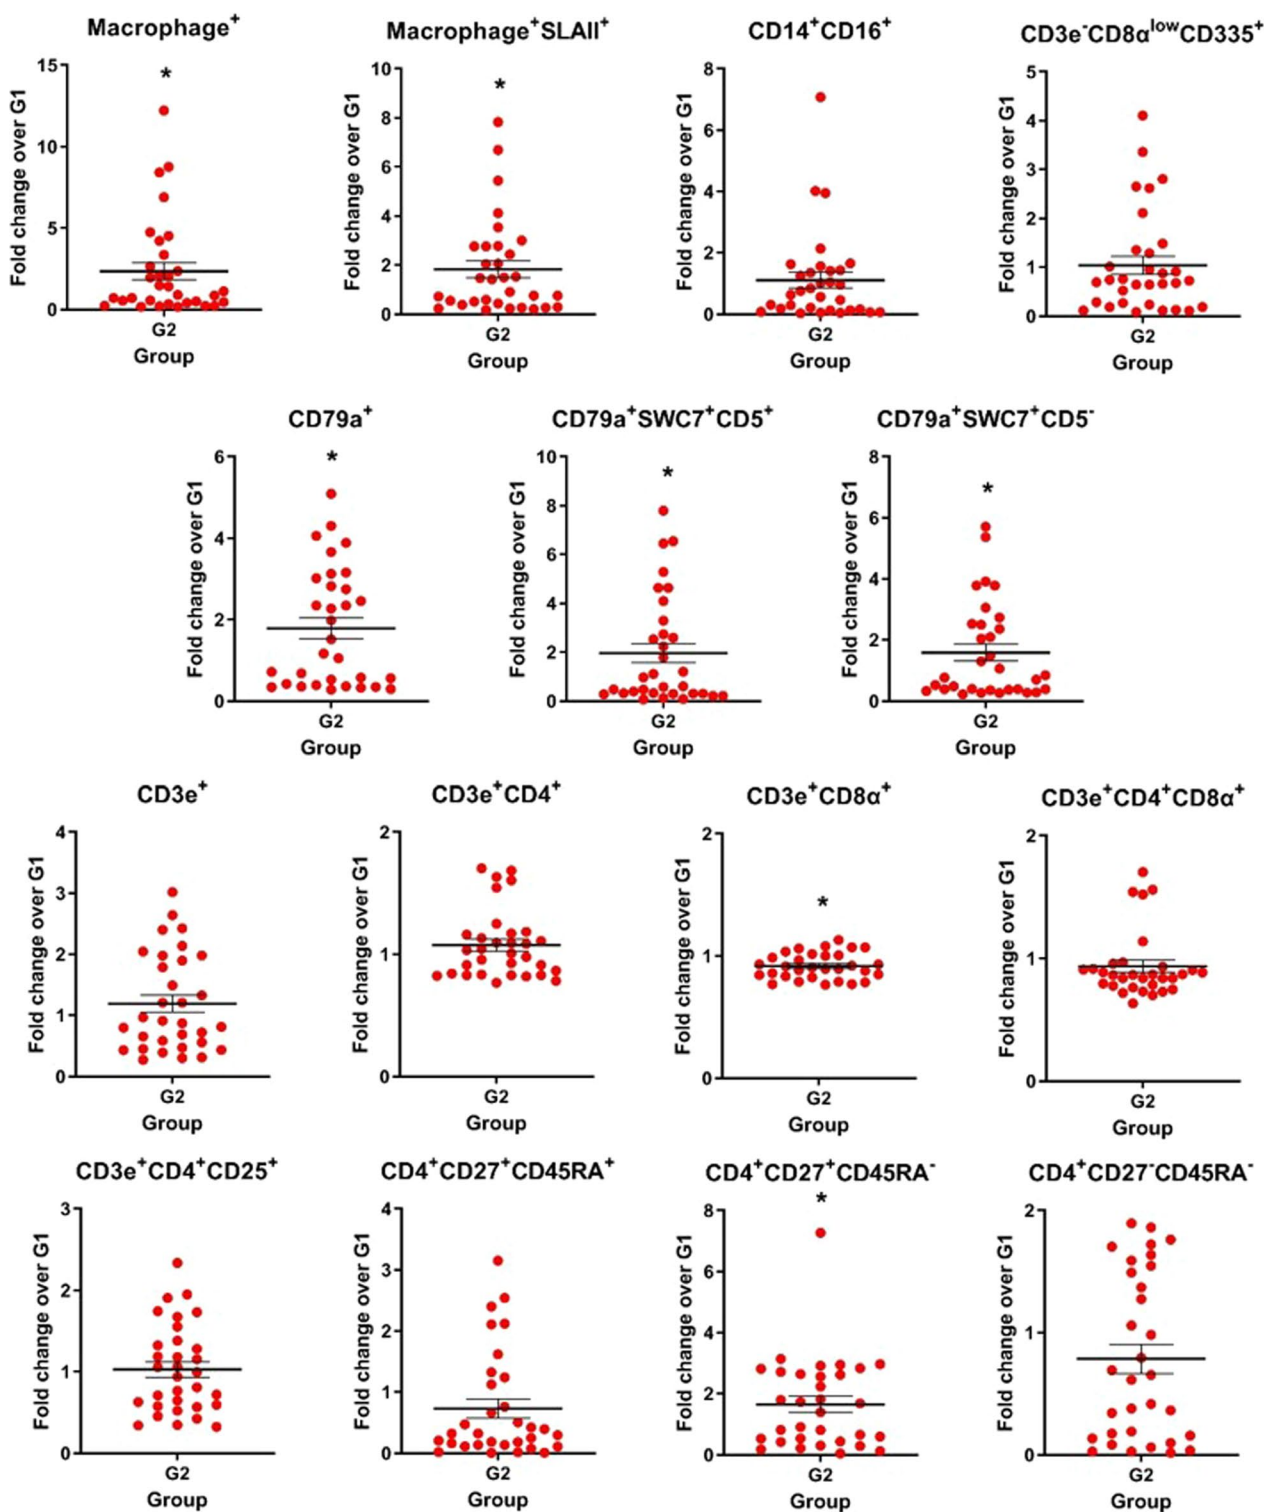 Macrophage⁺
Macrophage⁺SLAII⁺
CD14⁺CD16⁺
CD3e⁻CD8α^lowCD335⁺
Fold change over G1
15
10
5
0
*
G2
Group
Fold change over G1
10
8
6
4
2
0
*
G2
Group
Fold change over G1
8
6
4
2
0
G2
Group
Fold change over G1
5
4
3
2
1
0
G2
Group
CD79a⁺
CD79a⁺SWC7⁺CD5⁺
CD79a⁺SWC7⁺CD5⁻
Fold change over G1
6
4
2
0
*
G2
Group
Fold change over G1
10
8
6
4
2
0
*
G2
Group
Fold change over G1
8
6
4
2
0
*
G2
Group
CD3e⁺
CD3e⁺CD4⁺
CD3e⁺CD8α⁺
CD3e⁺CD4⁺CD8α⁺
Fold change over G1
4
3
2
1
0
G2
Group
Fold change over G1
2
1
0
G2
Group
Fold change over G1
2
1
0
*
G2
Group
Fold change over G1
2
1
0
G2
Group
CD3e⁺CD4⁺CD25⁺
CD4⁺CD27⁺CD45RA⁺
CD4⁺CD27⁺CD45RA⁻
CD4⁺CD27⁻CD45RA⁻
Fold change over G1
3
2
1
0
G2
Group
Fold change over G1
4
3
2
1
0
G2
Group
Fold change over G1
8
6
4
2
0
*
G2
Group
Fold change over G1
2
1
0
G2
Group